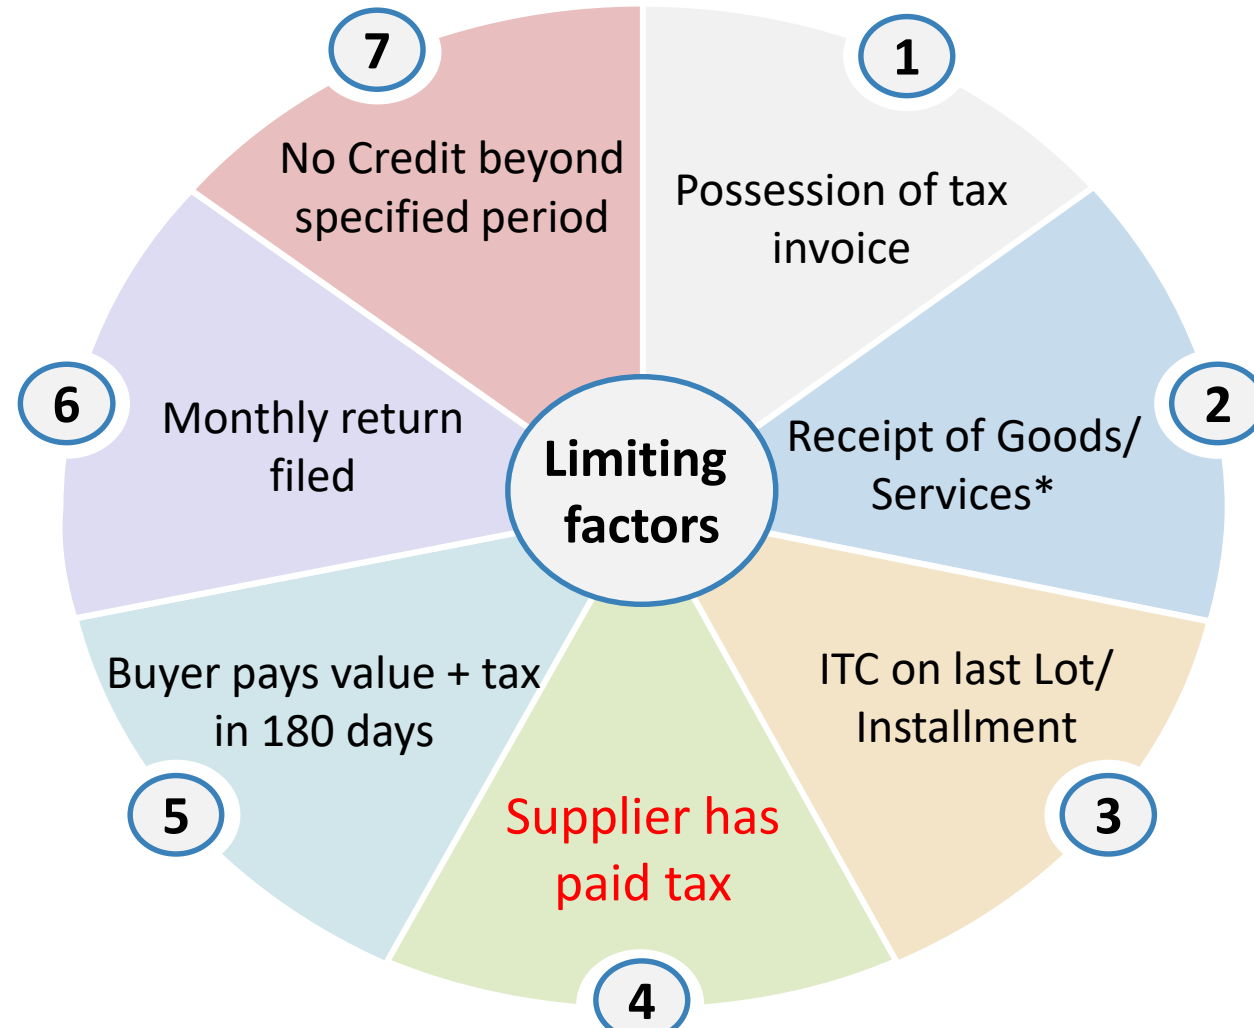 7
1
No Credit beyond
specified period
Possession of tax
invoice
6
2
Monthly return
filed
Limiting
factors
Receipt of Goods/
Services*
Buyer pays value + tax
in 180 days
ITC on last Lot/
Installment
5
3
Supplier has
paid tax
4